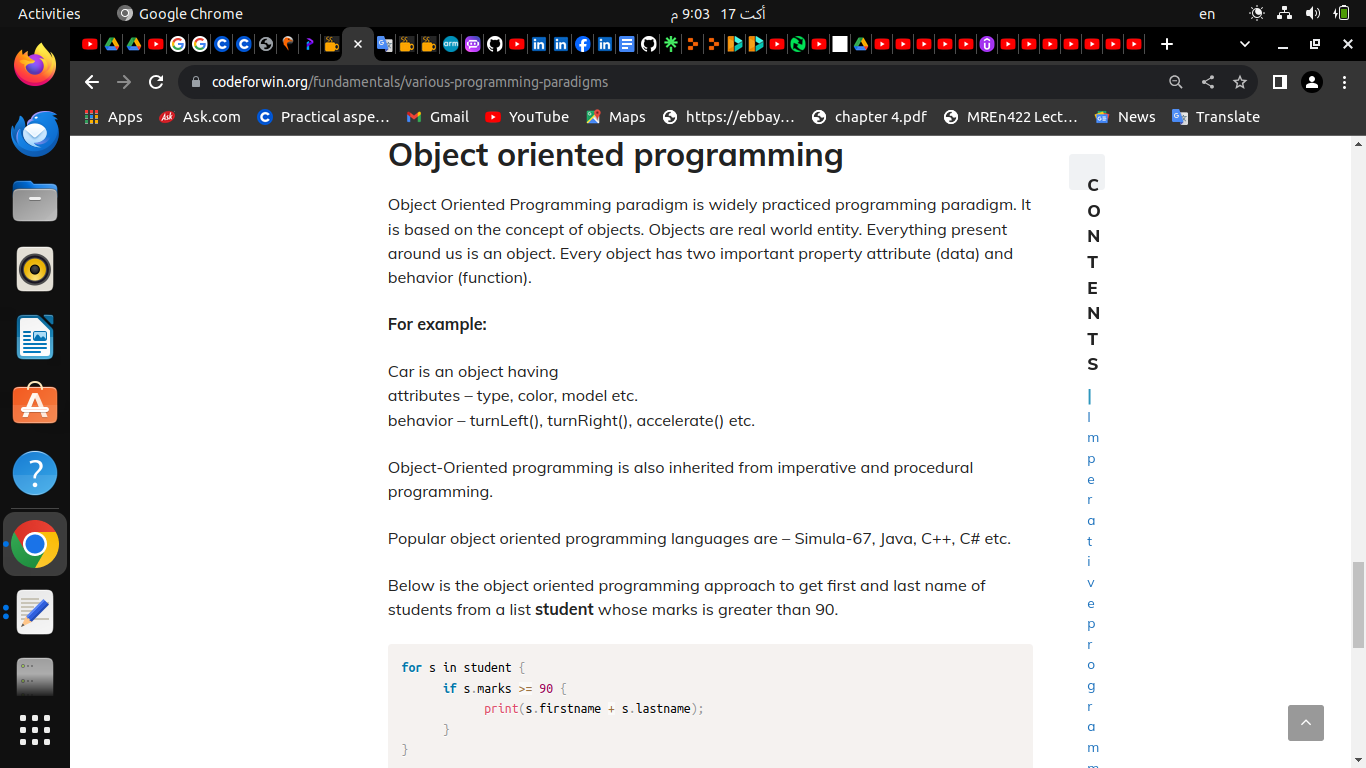 Activities
Google Chrome
أكت 17  9:03 م
en
codeforwin.org/fundamentals/various-programming-paradigms
Apps
Ask.com
Practical aspe...
Gmail
YouTube
Maps
https://ebbay...
chapter 4.pdf
MREn422 Lect...
News
Translate
Object oriented programming
Object Oriented Programming paradigm is widely practiced programming paradigm. It
is based on the concept of objects. Objects are real world entity. Everything present
around us is an object. Every object has two important property attribute (data) and
behavior (function).
For example:
Car is an object having
attributes – type, color, model etc.
behavior – turnLeft(), turnRight(), accelerate() etc.
Object-Oriented programming is also inherited from imperative and procedural
programming.
Popular object oriented programming languages are – Simula-67, Java, C++, C# etc.
Below is the object oriented programming approach to get first and last name of
students from a list student whose marks is greater than 90.
for s in student {
if s.marks >= 90 {
print(s.firstname + s.lastname);
}
}
C
O
N
T
E
N
T
S
|
I
m
p
e
r
a
t
i
v
e
p
r
o
g
r
a
m